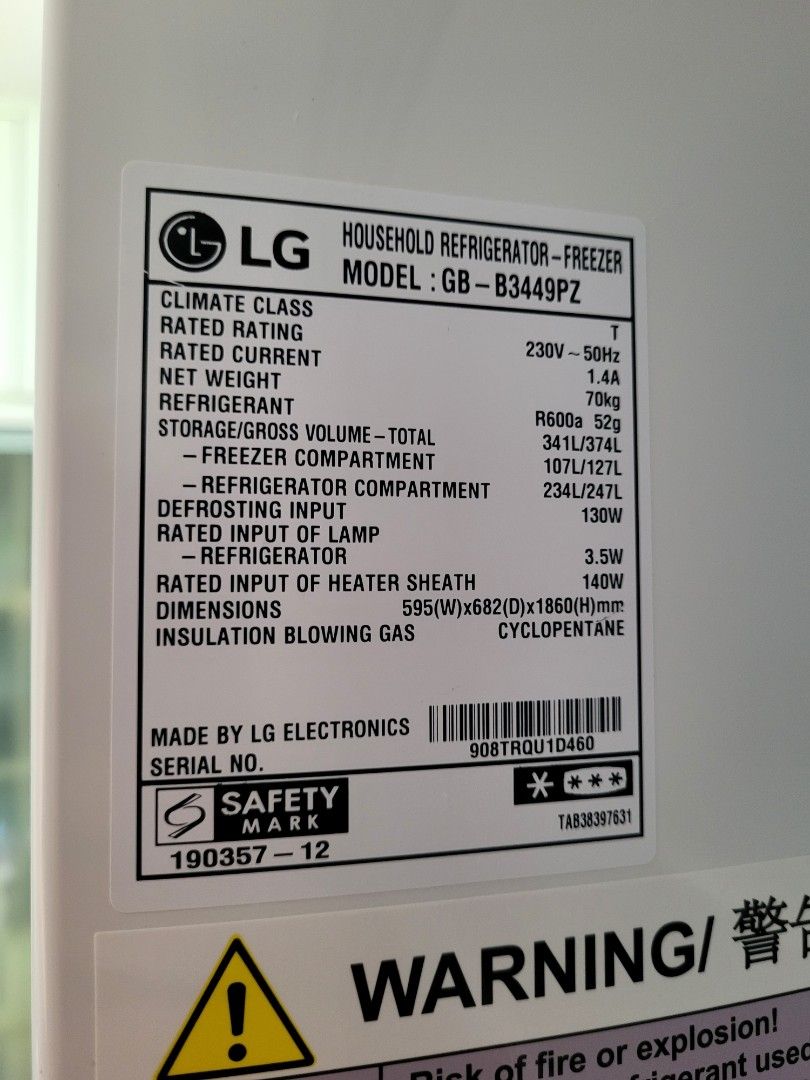 LG HOUSEHOLD REFRIGERATOR-FREEZER
MODEL : GB-B3449PZ
CLIMATE CLASS T
RATED RATING 230V ~ 50Hz
RATED CURRENT 1.4A
NET WEIGHT 70kg
REFRIGERANT R600a 52g
STORAGE/GROSS VOLUME-TOTAL 341L/374L
- FREEZER COMPARTMENT 107L/127L
- REFRIGERATOR COMPARTMENT 234L/247L
DEFROSTING INPUT 130W
RATED INPUT OF LAMP
- REFRIGERATOR 3.5W
RATED INPUT OF HEATER SHEATH 140W
DIMENSIONS 595(W)x682(D)x1860(H)mm
INSULATION BLOWING GAS CYCLOPENTANE
MADE BY LG ELECTRONICS
SERIAL NO. 908TRQU1D460
SAFETY
MARK
190357-12
* ***
TAB38397631
WARNING/ 警告
Risk of fire or explosion!
used